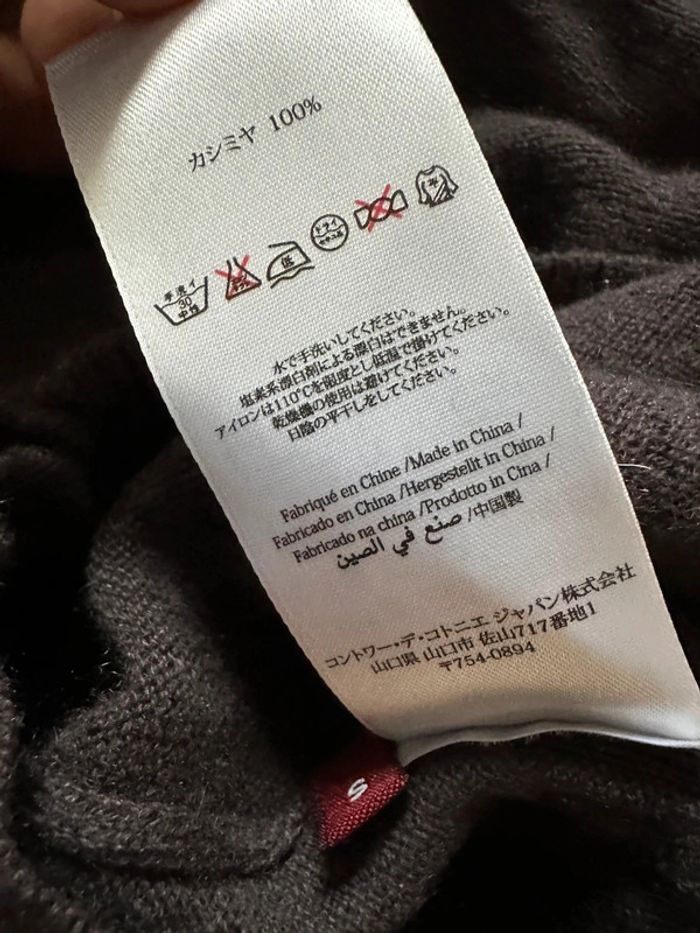 カシミヤ 100%
手洗イ
30
中性
低
ドライ
平
水で手洗いしてください。
塩素系漂白剤による漂白はできません。
アイロンは110°Cを限度とし低温で掛けてください。
乾燥機の使用は避けてください。
日陰の平干しをしてください。
Fabriqué en Chine /Made in China /
Fabricado en China /Hergestellt in China /
Fabricado na china /Prodotto in Cina /
صنع في الصين /中国製
コントワー・デ・コトニエ ジャパン株式会社
山口県 山口市 佐山717番地1
〒754-0894
S